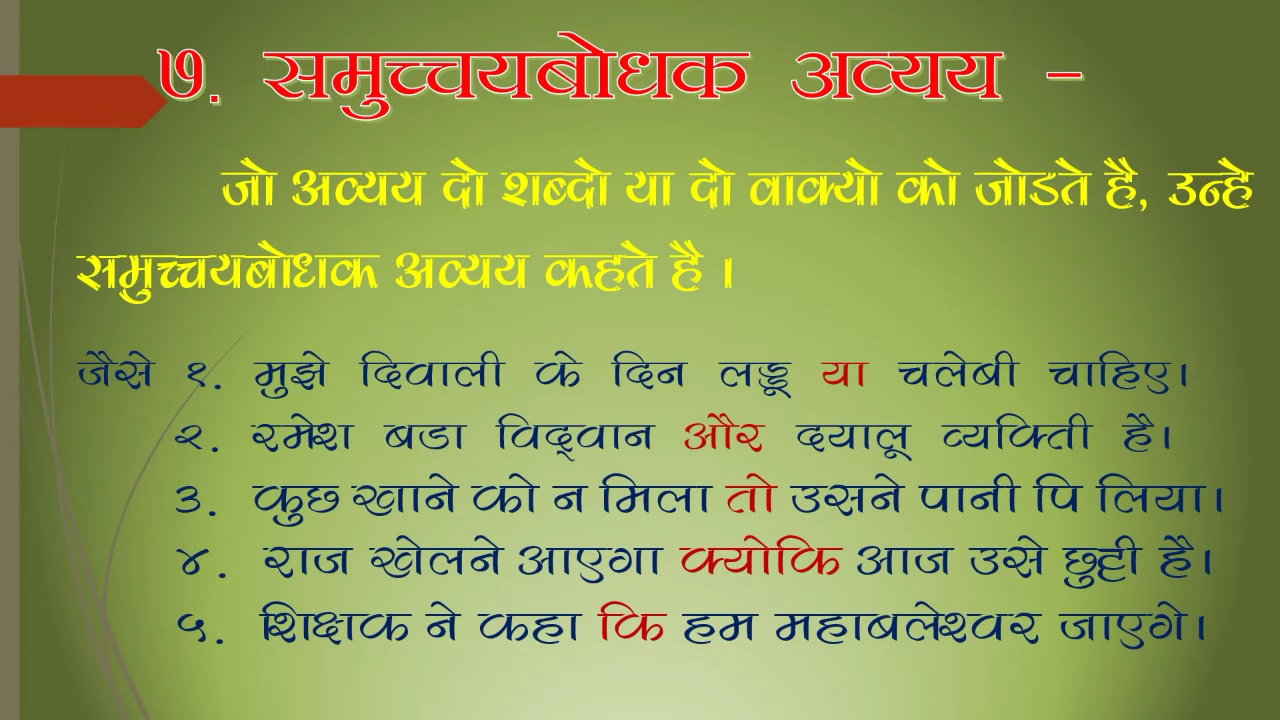 ७. समुच्चयबोधक अव्यय -
जो अव्यय दो शब्दो या दो वाक्यो को जोडते है, उन्हे
समुच्चयबोधक अव्यय कहते है ।
जैसे १. मुझे दिवाली के दिन लड्डू या चलेबी चाहिए।
२. रमेश बडा विद्‌वान और दयालू व्यक्ति है।
३. कुछ खाने को न मिला तो उसने पानी पि लिया।
४. राज खेलने आएगा क्योकि आज उसे छुट्टी है।
५. शिक्षक ने कहा कि हम महाबलेश्वर जाएगे।